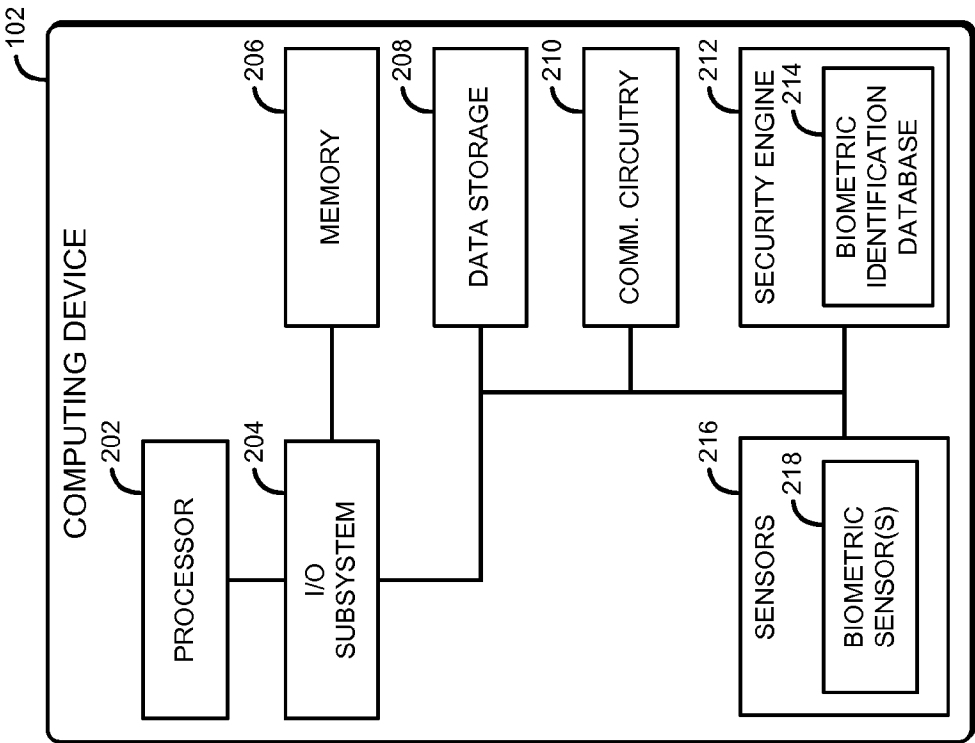 102
COMPUTING DEVICE
202
PROCESSOR
204
I/O
SUBSYSTEM
206
MEMORY
208
DATA STORAGE
210
COMM. CIRCUITRY
216
SENSORS
218
BIOMETRIC
SENSOR(S)
212
SECURITY ENGINE
214
BIOMETRIC
IDENTIFICATION
DATABASE